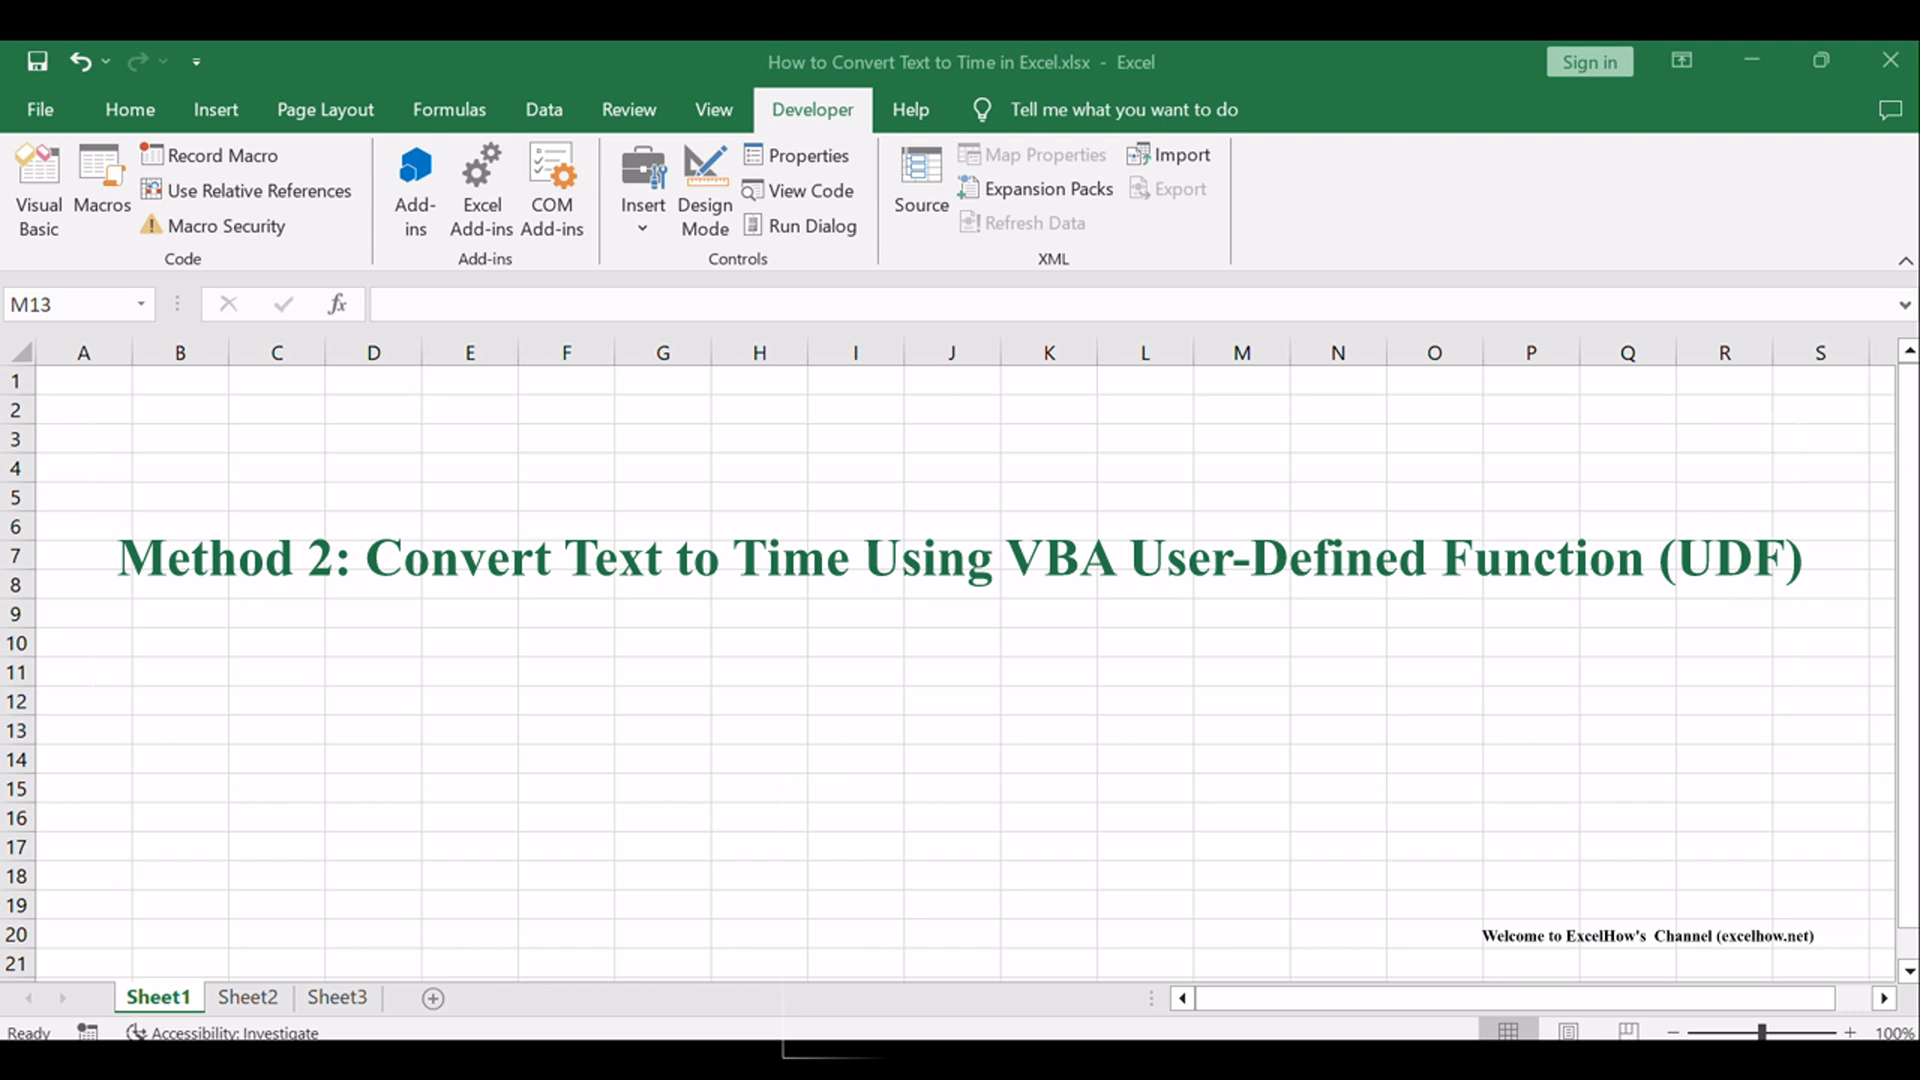 How to Convert Text to Time in Excel.xlsx - Excel
Sign in
File Home Insert Page Layout Formulas Data Review View Developer Help Tell me what you want to do
Visual Basic
Macros
Record Macro
Use Relative References
Macro Security
Code
Add-ins
Excel Add-ins
COM Add-ins
Add-ins
Insert
Design Mode
Properties
View Code
Run Dialog
Controls
Source
Map Properties
Expansion Packs
Refresh Data
Import
Export
XML
M13
fx
A B C D E F G H I J K L M N O P Q R S
1
2
3
4
5
6
7
8
9
10
11
12
13
14
15
16
17
18
19
20
21
Method 2: Convert Text to Time Using VBA User-Defined Function (UDF)
Welcome to ExcelHow's Channel (excelhow.net)
Sheet1 Sheet2 Sheet3
Ready Accessibility: Investigate
100%